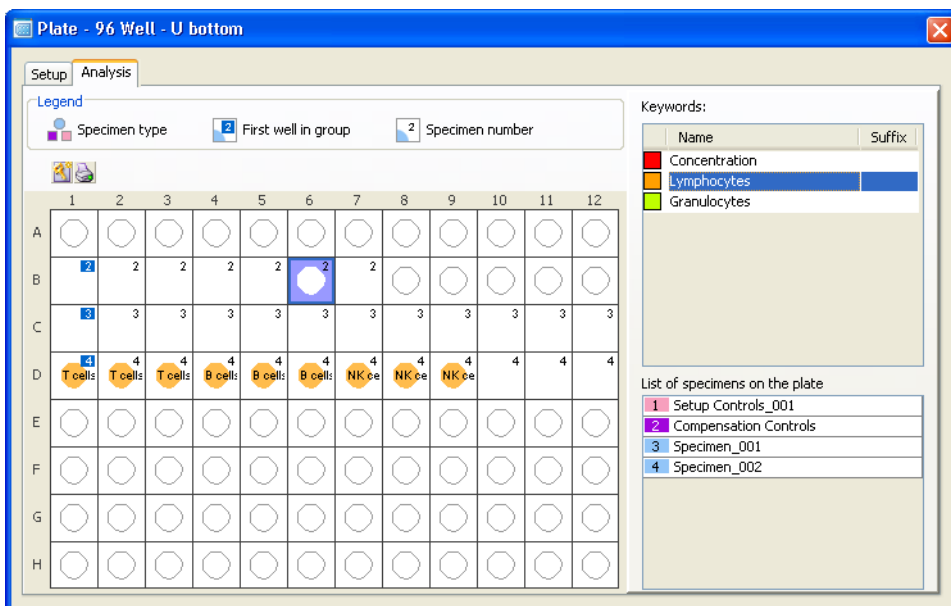 Plate - 96 Well - U bottom
Setup Analysis
Legend
Specimen type 2 First well in group 2 Specimen number
Keywords:
Name Suffix
Concentration
Lymphocytes
Granulocytes
1 2 3 4 5 6 7 8 9 10 11 12
A
B 2 2 2 2 2 2 2
C 3 3 3 3 3 3 3 3 3 3 3 3
4 4 4 4 4 4 4 4 4 4 4 4
D T cells T cells T cells B cells B cells B cells NK ce NK ce NK ce
E
F
G
H
List of specimens on the plate
1 Setup Controls_001
2 Compensation Controls
3 Specimen_001
4 Specimen_002